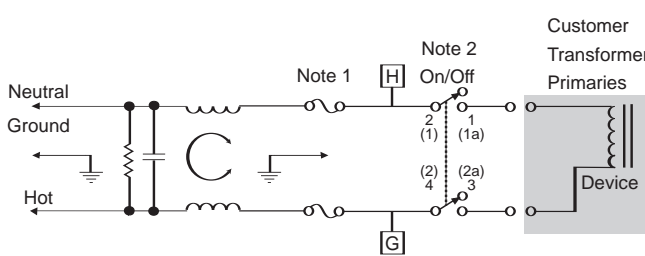 Customer
Transformer
Primaries
Note 2
On/Off
Note 1
H
Neutral
Ground
Hot
2
(1)
1
(1a)
(2)
4
(2a)
3
Device
G